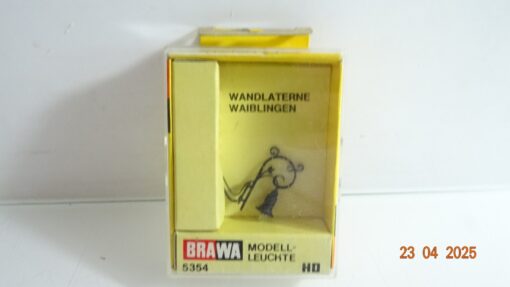 WANDLATERNE
WAIBLINGEN
BRAWA MODELL-
LEUCHTE
5354 HO
23 04 2025